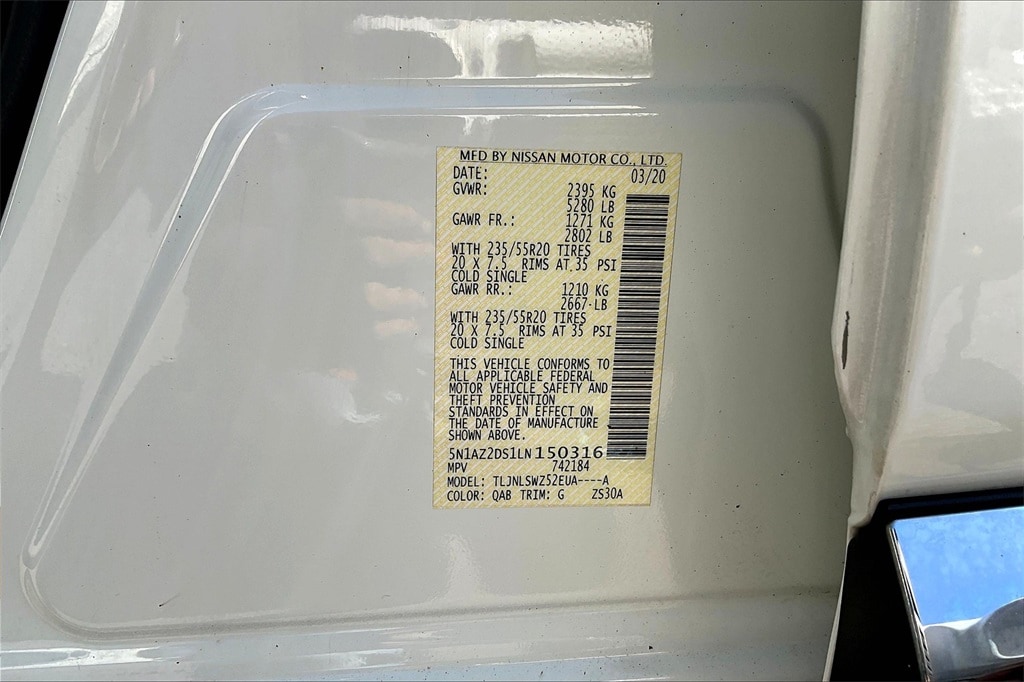 MFD BY NISSAN MOTOR CO., LTD.
DATE: 03/20
GVWR: 2395 KG
5280 LB
GAWR FR.: 1271 KG
2802 LB
WITH 235/55R20 TIRES
20 X 7.5 RIMS AT 35 PSI
COLD SINGLE
GAWR RR.: 1210 KG
2667 LB
WITH 235/55R20 TIRES
20 X 7.5 RIMS AT 35 PSI
COLD SINGLE
THIS VEHICLE CONFORMS TO
ALL APPLICABLE FEDERAL
MOTOR VEHICLE SAFETY AND
THEFT PREVENTION
STANDARDS IN EFFECT ON
THE DATE OF MANUFACTURE
SHOWN ABOVE.
5N1AZ2DS1LN150316
MPV 742184
MODEL: TLJNLSWZ52EUA----A
COLOR: QAB TRIM: G ZS30A